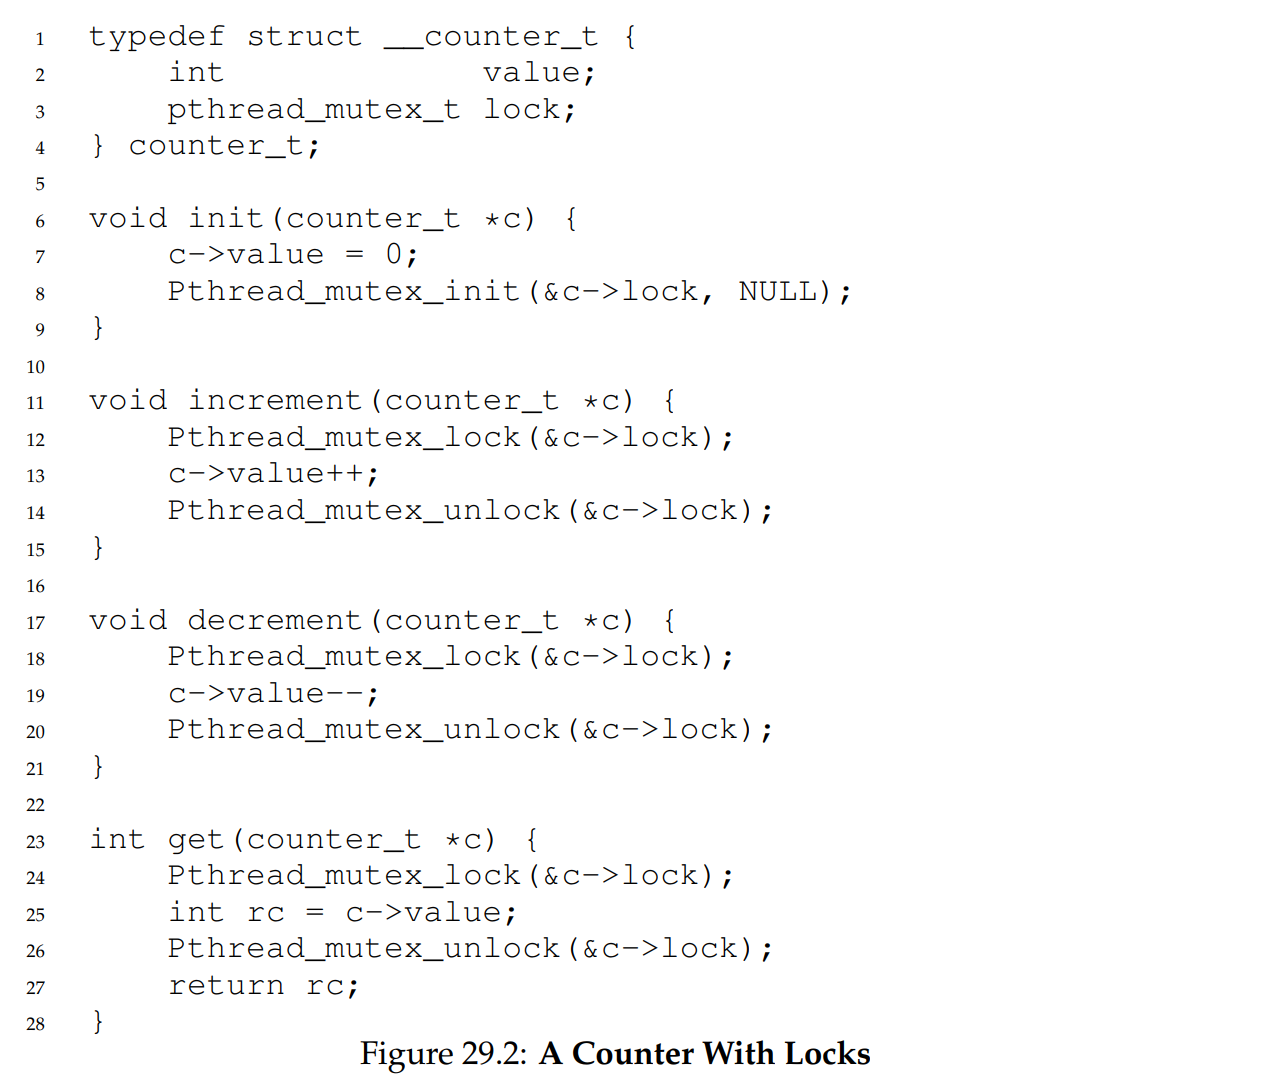 1 typedef struct __counter_t {
2 int value;
3 pthread_mutex_t lock;
4 } counter_t;
5
6 void init(counter_t *c) {
7 c->value = 0;
8 Pthread_mutex_init(&c->lock, NULL);
9 }
10
11 void increment(counter_t *c) {
12 Pthread_mutex_lock(&c->lock);
13 c->value++;
14 Pthread_mutex_unlock(&c->lock);
15 }
16
17 void decrement(counter_t *c) {
18 Pthread_mutex_lock(&c->lock);
19 c->value--;
20 Pthread_mutex_unlock(&c->lock);
21 }
22
23 int get(counter_t *c) {
24 Pthread_mutex_lock(&c->lock);
25 int rc = c->value;
26 Pthread_mutex_unlock(&c->lock);
27 return rc;
28 }
Figure 29.2: A Counter With Locks